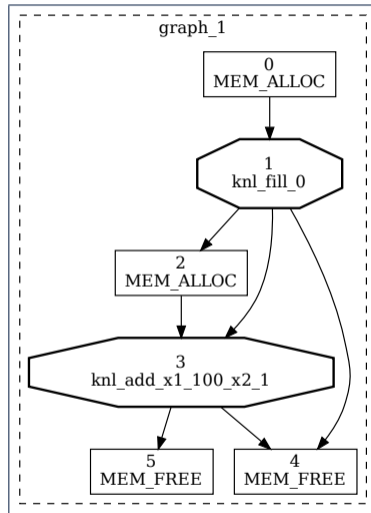 graph_1
0
MEM_ALLOC
1
knl_fill_0
2
MEM_ALLOC
3
knl_add_x1_100_x2_1
5
MEM_FREE
4
MEM_FREE